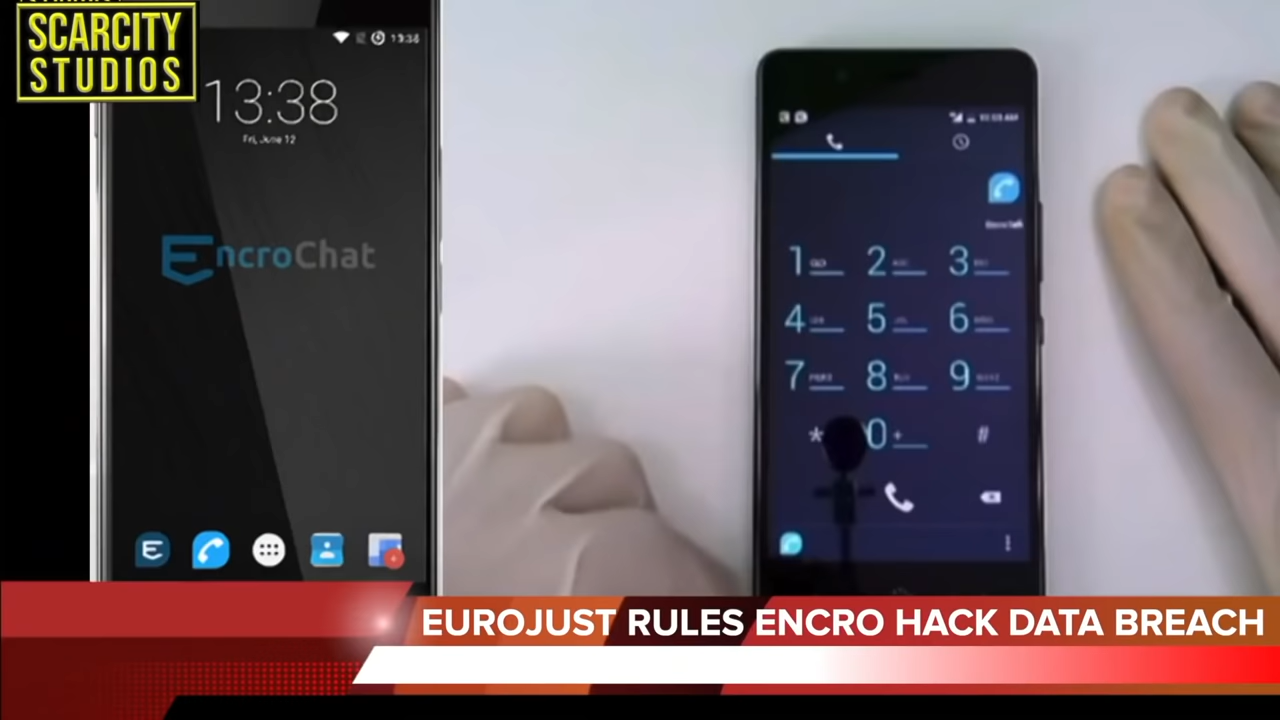 SCARCITY
STUDIOS
13:38
Fri, June 12
EncroChat
1
2
3
4
5
6
7
8
9
*
0 +
#
EUROJUST RULES ENCRO HACK DATA BREACH